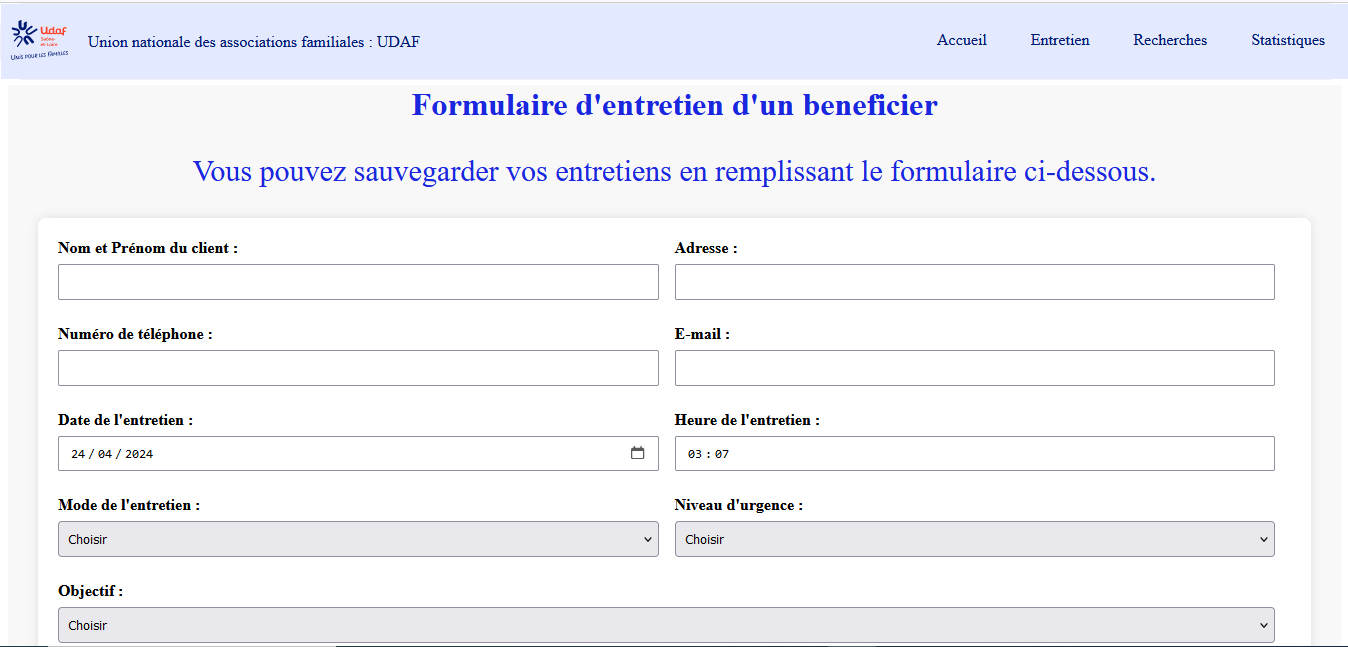 Udaf
Saône-
et-Loire
UNIS POUR LES FAMILLES
Union nationale des associations familiales : UDAF
Accueil
Entretien
Recherches
Statistiques
Formulaire d'entretien d'un beneficier
Vous pouvez sauvegarder vos entretiens en remplissant le formulaire ci-dessous.
Nom et Prénom du client :
Adresse :
Numéro de téléphone :
E-mail :
Date de l'entretien :
Heure de l'entretien :
24 / 04 / 2024
03 : 07
Mode de l'entretien :
Niveau d'urgence :
Choisir
Choisir
Objectif :
Choisir